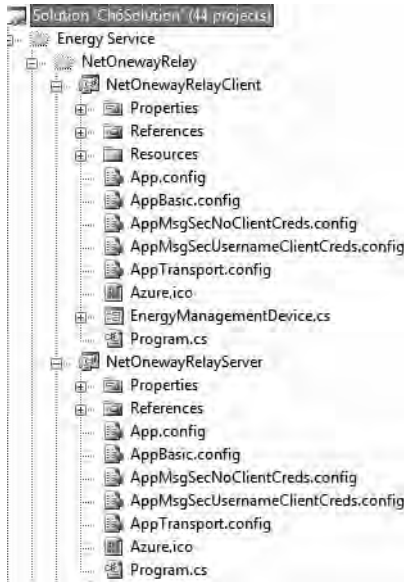 Solution 'Ch6Solution' (44 projects)
Energy Service
NetOnewayRelay
NetOnewayRelayClient
Properties
References
Resources
App.config
AppBasic.config
AppMsgSecNoClientCreds.config
AppMsgSecUsernameClientCreds.config
AppTransport.config
Azure.ico
EnergyManagementDevice.cs
Program.cs
NetOnewayRelayServer
Properties
References
App.config
AppBasic.config
AppMsgSecNoClientCreds.config
AppMsgSecUsernameClientCreds.config
AppTransport.config
Azure.ico
Program.cs